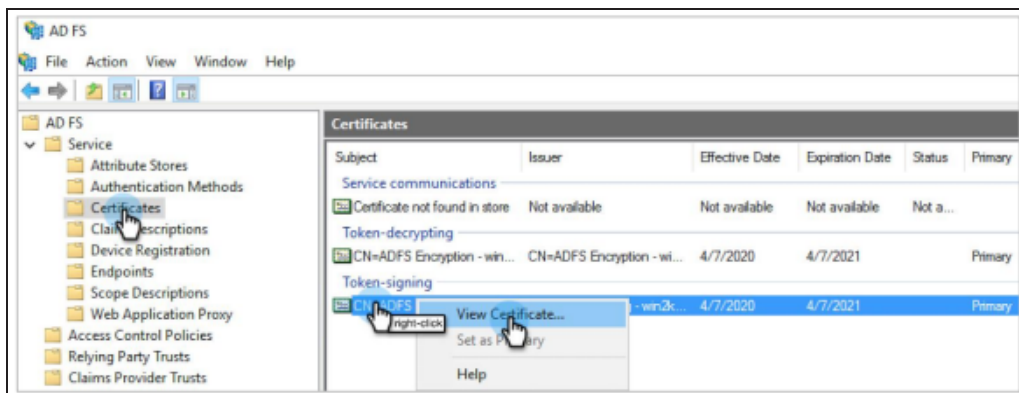 AD FS
File Action View Window Help
AD FS
Service
Attribute Stores
Authentication Methods
Certificates
Descriptions
Device Registration
Endpoints
Scope Descriptions
Web Application Proxy
Access Control Policies
Relying Party Trusts
Claims Provider Trusts
Certificates
Subject Issuer Effective Date Expiration Date Status Primary
Service communications
Certificate not found in store Not available Not available Not available Not a...
Token-decrypting
CN=ADFS Encryption - win... CN=ADFS Encryption - wi... 4/7/2020 4/7/2021 Primary
Token-signing
CN=ADFS - win2k... 4/7/2020 4/7/2021 Primary
right-click
View Certificate...
Set as Primary
Help